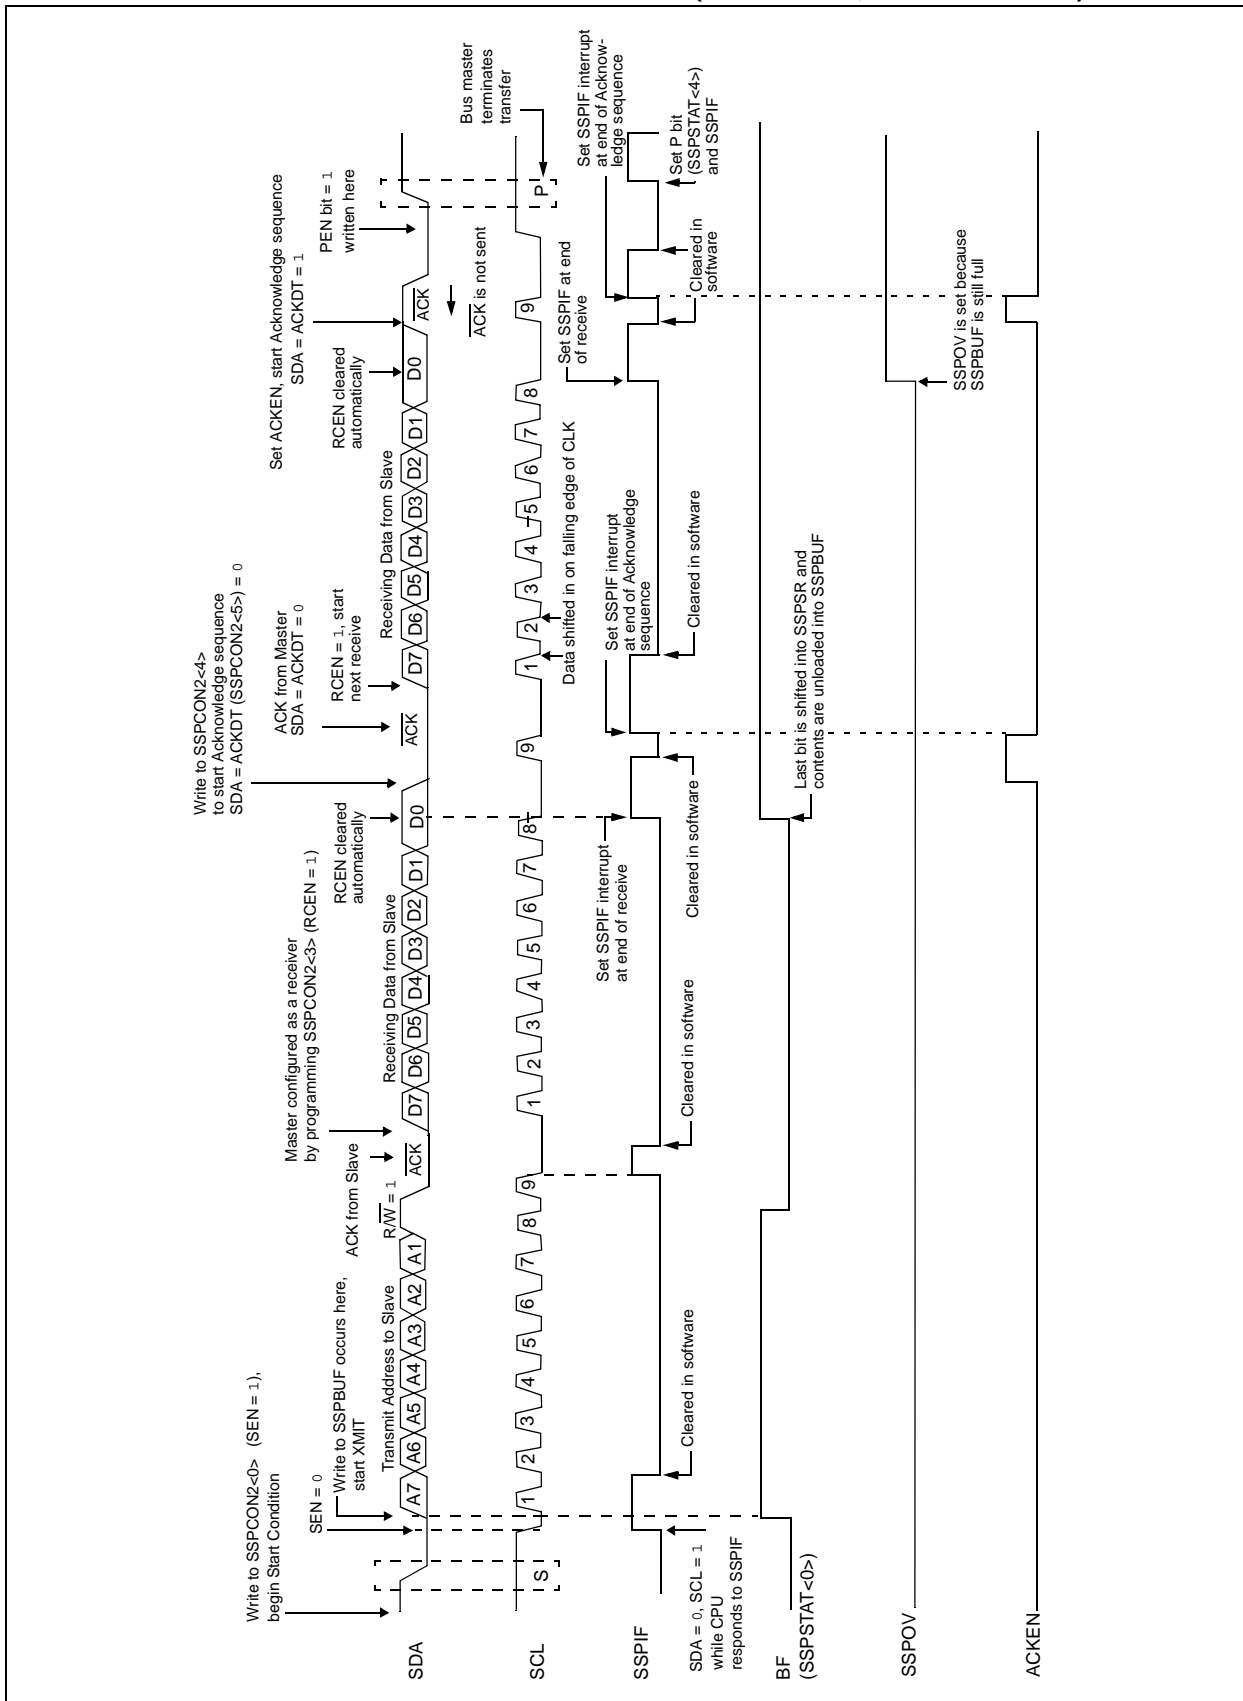 Write to SSPCON2<0> (SEN = 1),
begin Start Condition
SEN = 0
Write to SSPBUF occurs here,
start XMIT
Transmit Address to Slave
R/W = 1
ACK from Slave
Master configured as a receiver
by programming SSPCON2<3> (RCEN = 1)
Receiving Data from Slave
RCEN cleared
automatically
Write to SSPCON2<4>
to start Acknowledge sequence
SDA = ACKDT (SSPCON2<5>) = 0
ACK from Master
SDA = ACKDT = 0
RCEN = 1, start
next receive
Receiving Data from Slave
RCEN cleared
automatically
Set ACKEN, start Acknowledge sequence
SDA = ACKDT = 1
PEN bit = 1
written here
SDA
A7 A6 A5 A4 A3 A2 A1
ACK
D7 D6 D5 D4 D3 D2 D1 D0
ACK
D7 D6 D5 D4 D3 D2 D1 D0
ACK
ACK is not sent
Bus master
terminates
transfer
SCL
S
1 2 3 4 5 6 7 8 9
1 2 3 4 5 6 7 8 9
1 2 3 4 5 6 7 8 9
P
Data shifted in on falling edge of CLK
Set SSPIF at end
of receive
Set SSPIF interrupt
at end of Acknow-
ledge sequence
Set SSPIF interrupt
at end of receive
Set SSPIF interrupt
at end of Acknowledge
sequence
SSPIF
SDA = 0, SCL = 1
while CPU
responds to SSPIF
Cleared in software
Cleared in software
Cleared in software
Cleared in software
Cleared in
software
Set P bit
(SSPSTAT<4>)
and SSPIF
BF
(SSPSTAT<0>)
Last bit is shifted into SSPSR and
contents are unloaded into SSPBUF
SSPOV
SSPOV is set because
SSPBUF is still full
ACKEN